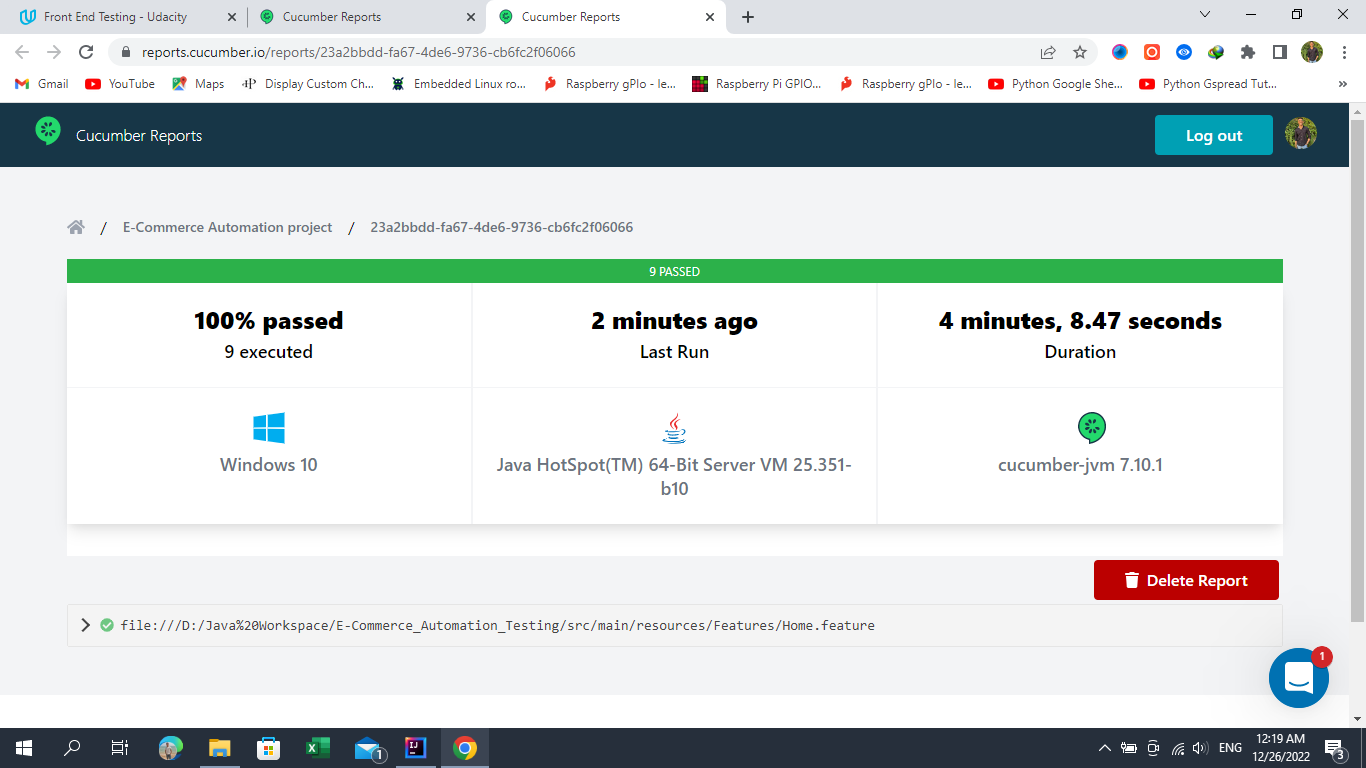 Front End Testing - Udacity
Cucumber Reports
Cucumber Reports
reports.cucumber.io/reports/23a2bbdd-fa67-4de6-9736-cb6fc2f06066
Gmail
YouTube
Maps
Display Custom Ch...
Embedded Linux ro...
Raspberry gPIo - le...
Raspberry Pi GPIO...
Raspberry gPIo - le...
Python Google She...
Python Gspread Tut...
Cucumber Reports
Log out
/ E-Commerce Automation project / 23a2bbdd-fa67-4de6-9736-cb6fc2f06066
9 PASSED
100% passed
9 executed
2 minutes ago
Last Run
4 minutes, 8.47 seconds
Duration
Windows 10
Java HotSpot(TM) 64-Bit Server VM 25.351-
b10
cucumber-jvm 7.10.1
Delete Report
file:///D:/Java%20Workspace/E-Commerce_Automation_Testing/src/main/resources/Features/Home.feature
1
1
IJ
ENG
12:19 AM
12/26/2022
3